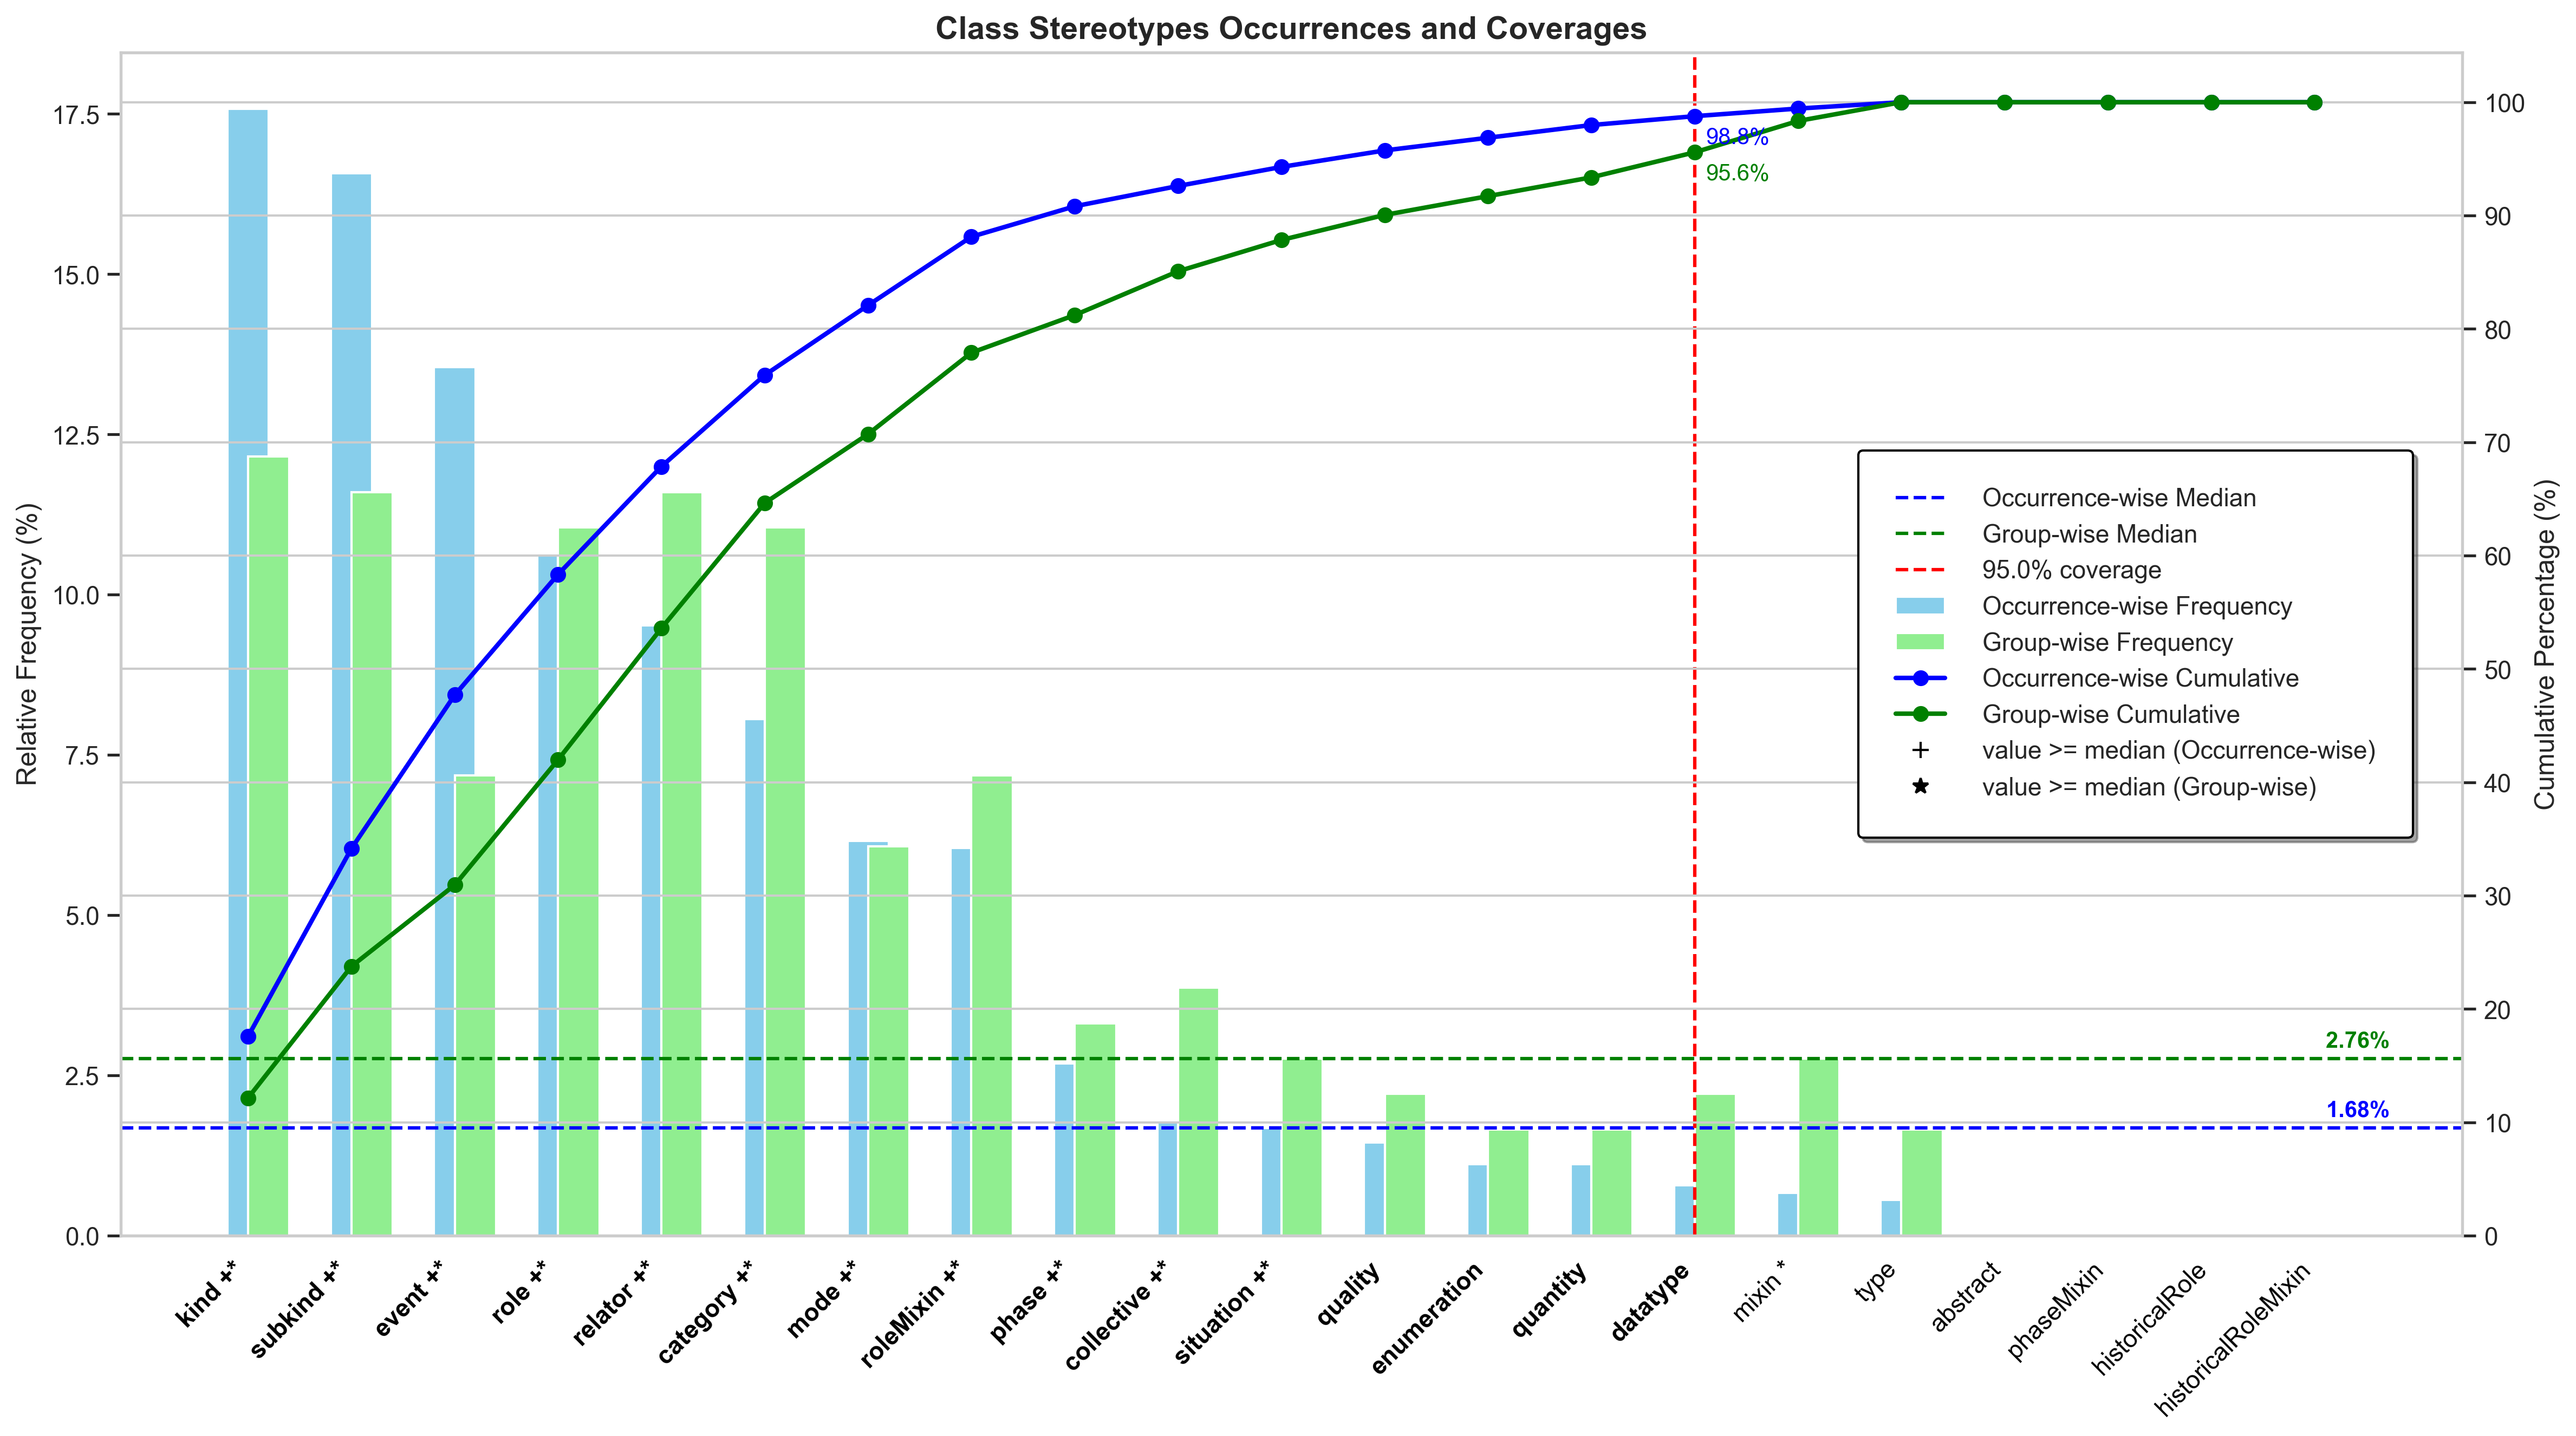 Class Stereotypes Occurrences and Coverages
Relative Frequency (%)
17.5
15.0
12.5
10.0
7.5
5.0
2.5
0.0
100
90
80
70
60
50
40
30
20
10
0
Cumulative Percentage (%)
98.8%
95.6%
2.76%
1.68%
Occurrence-wise Median
Group-wise Median
95.0% coverage
Occurrence-wise Frequency
Group-wise Frequency
Occurrence-wise Cumulative
Group-wise Cumulative
value >= median (Occurrence-wise)
value >= median (Group-wise)
kind +*
subkind +*
event +*
role +*
relator +*
category +*
mode +*
roleMixin +*
phase +*
collective +*
situation +*
quality
enumeration
quantity
datatype
mixin *
type
abstract
phaseMixin
historicalRole
historicalRoleMixin